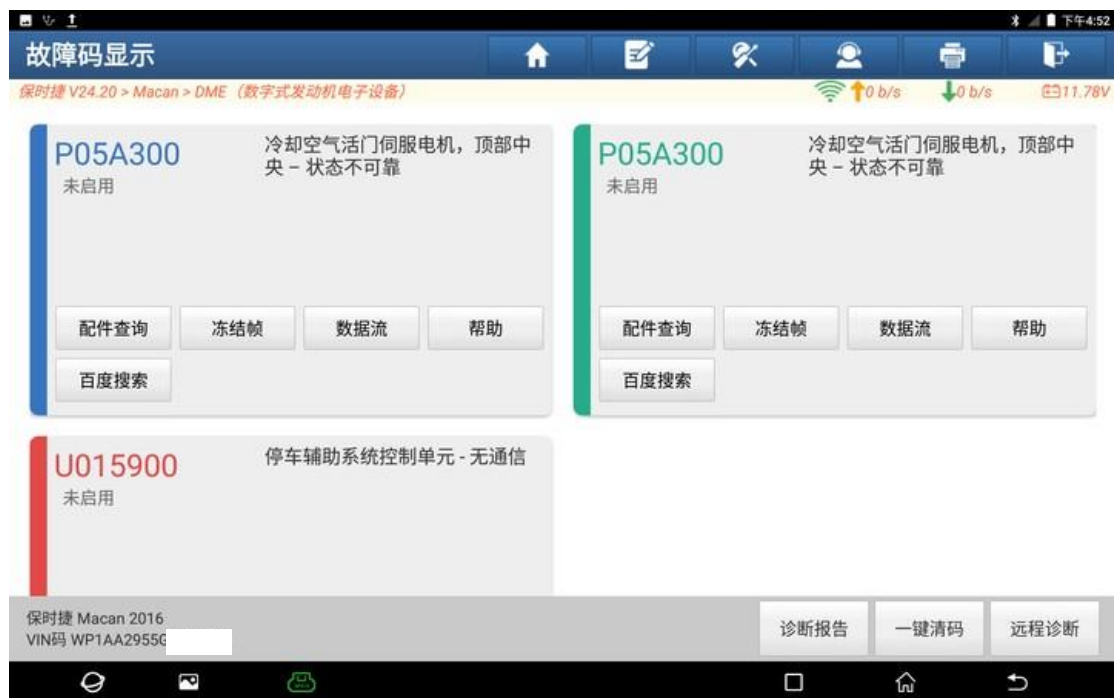 下午4:52
故障码显示
保时捷 V24.20 > Macan > DME（数字式发动机电子设备）
0 b/s
0 b/s
11.78V
P05A300
未启用
冷却空气活门伺服电机，顶部中
央 – 状态不可靠
配件查询
冻结帧
数据流
帮助
百度搜索
P05A300
未启用
冷却空气活门伺服电机，顶部中
央 – 状态不可靠
配件查询
冻结帧
数据流
帮助
百度搜索
U015900
未启用
停车辅助系统控制单元 - 无通信
保时捷 Macan 2016
VIN码 WP1AA2955G
诊断报告
一键清码
远程诊断